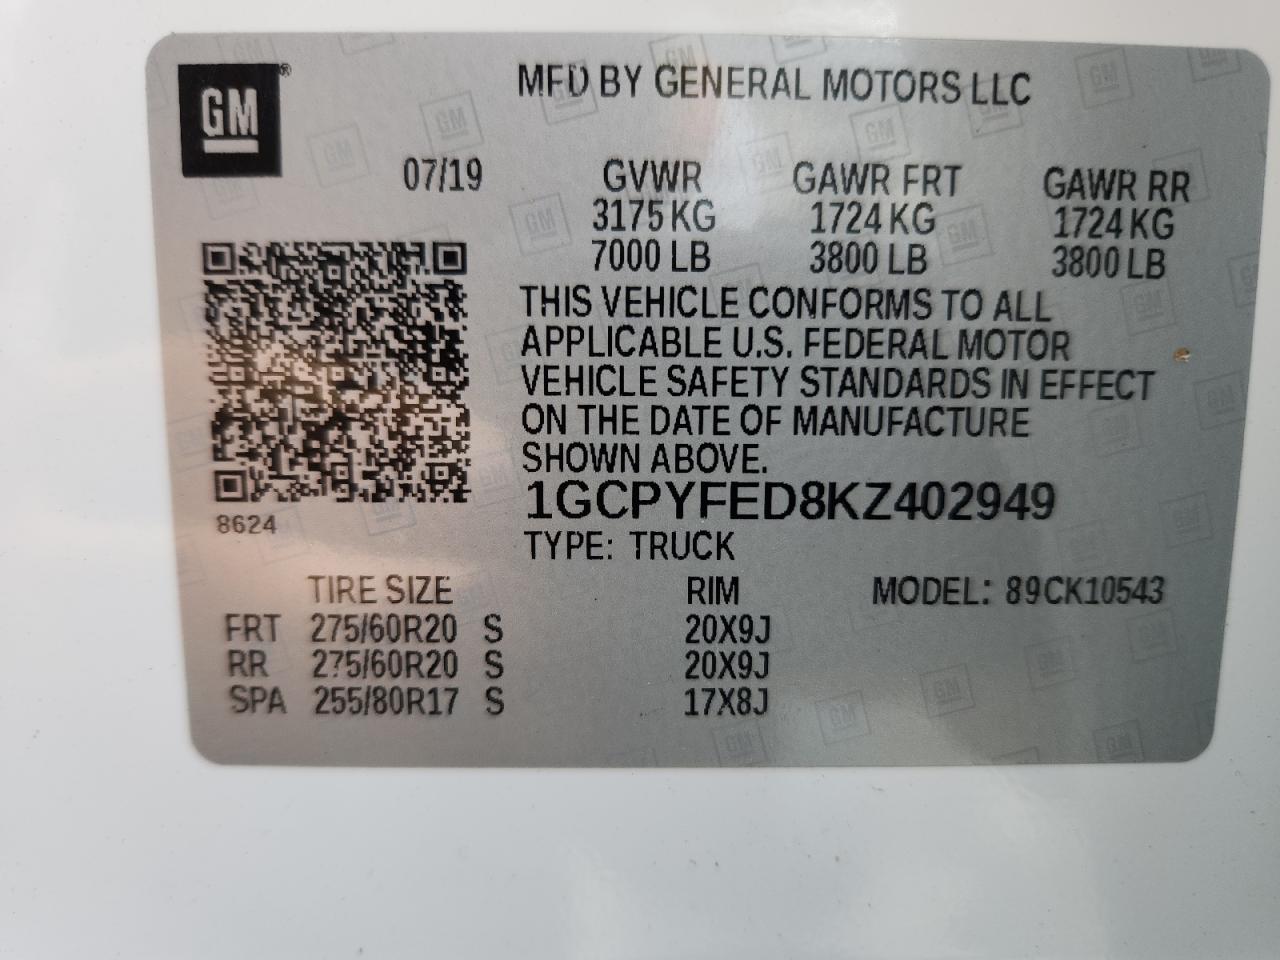 GM®
MFD BY GENERAL MOTORS LLC
07/19 GVWR GAWR FRT GAWR RR
3175 KG 1724 KG 1724 KG
7000 LB 3800 LB 3800 LB
THIS VEHICLE CONFORMS TO ALL
APPLICABLE U.S. FEDERAL MOTOR
VEHICLE SAFETY STANDARDS IN EFFECT
ON THE DATE OF MANUFACTURE
SHOWN ABOVE.
1GCPYFED8KZ402949
8624
TYPE: TRUCK
TIRE SIZE RIM MODEL: 89CK10543
FRT 275/60R20 S 20X9J
RR 275/60R20 S 20X9J
SPA 255/80R17 S 17X8J